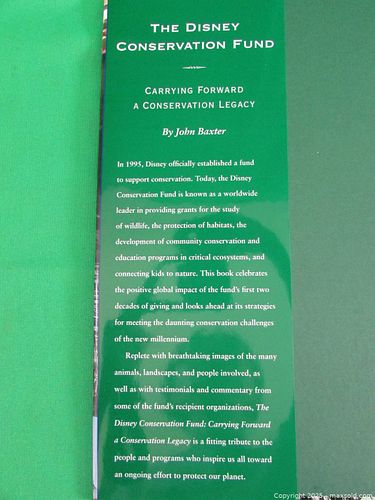 THE DISNEY
CONSERVATION FUND
CARRYING FORWARD
A CONSERVATION LEGACY
By John Baxter
In 1995, Disney officially established a fund
to support conservation. Today, the Disney
Conservation Fund is known as a worldwide
leader in providing grants for the study
of wildlife, the protection of habitats, the
development of community conservation and
education programs in critical ecosystems, and
connecting kids to nature. This book celebrates
the positive global impact of the fund's first two
decades of giving and looks ahead at its strategies
for meeting the daunting conservation challenges
of the new millennium.
Replete with breathtaking images of the many
animals, landscapes, and people involved, as
well as with testimonials and commentary from
some of the fund's recipient organizations, The
Disney Conservation Fund: Carrying Forward
a Conservation Legacy is a fitting tribute to the
people and programs who inspire us all toward
an ongoing effort to protect our planet.
Copyright 2025 - maxsold.com